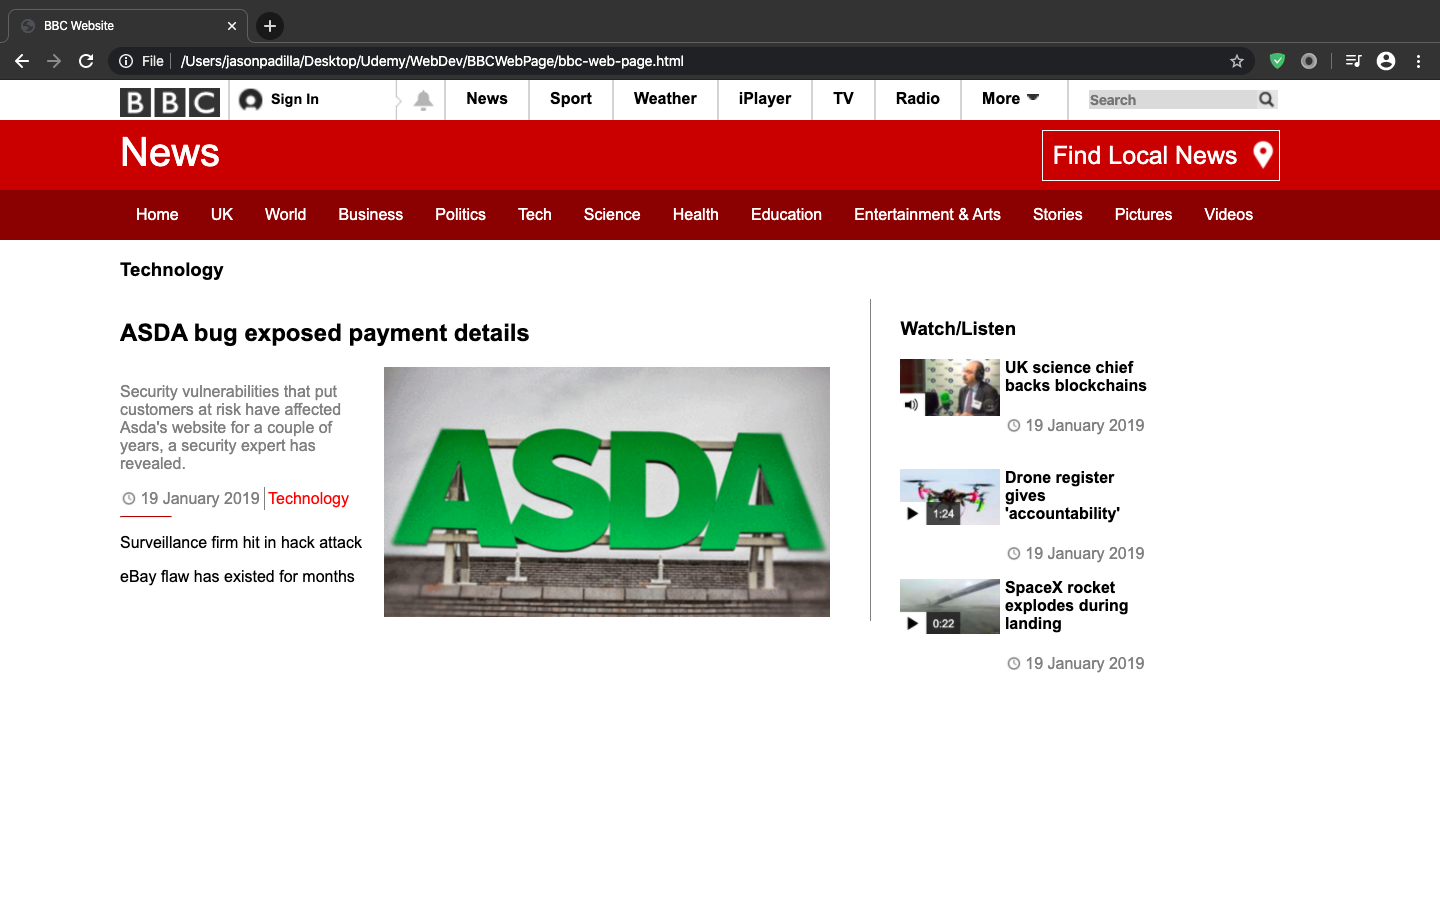 BBC Website
File /Users/jasonpadilla/Desktop/Udemy/WebDev/BBCWebPage/bbc-web-page.html
BBC Sign In News Sport Weather iPlayer TV Radio More Search
News Find Local News
Home UK World Business Politics Tech Science Health Education Entertainment & Arts Stories Pictures Videos
Technology
ASDA bug exposed payment details
Security vulnerabilities that put
customers at risk have affected
Asda's website for a couple of
years, a security expert has
revealed.
19 January 2019 Technology
Surveillance firm hit in hack attack
eBay flaw has existed for months
ASDA
Watch/Listen
UK science chief
backs blockchains
19 January 2019
1:24
Drone register
gives
'accountability'
19 January 2019
0:22
SpaceX rocket
explodes during
landing
19 January 2019